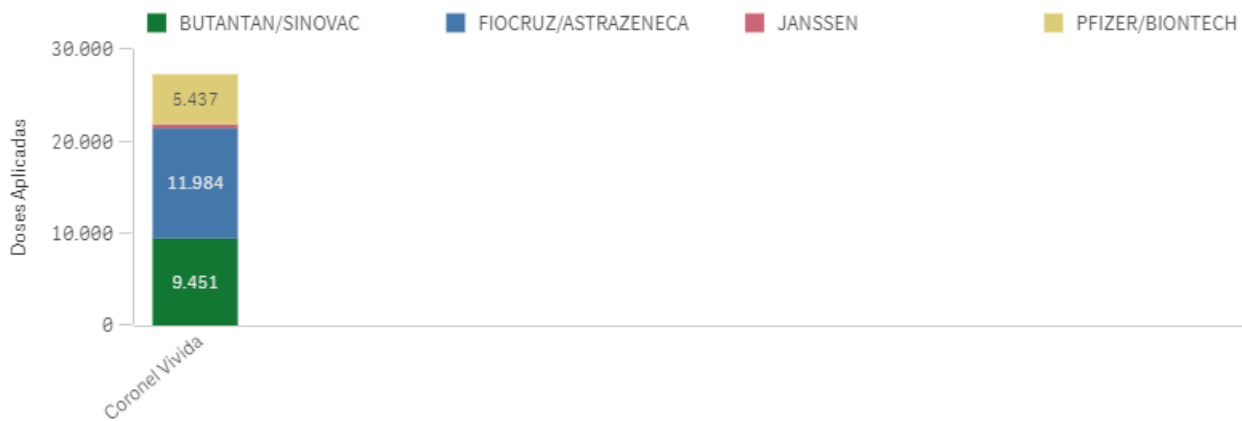 BUTANTAN/SINOVAC FIOCRUZ/ASTRAZENECA JANSSEN PFIZER/BIONTECH
Doses Aplicadas
30.000
20.000
10.000
0
5.437
11.984
9.451
Coronel Vivida